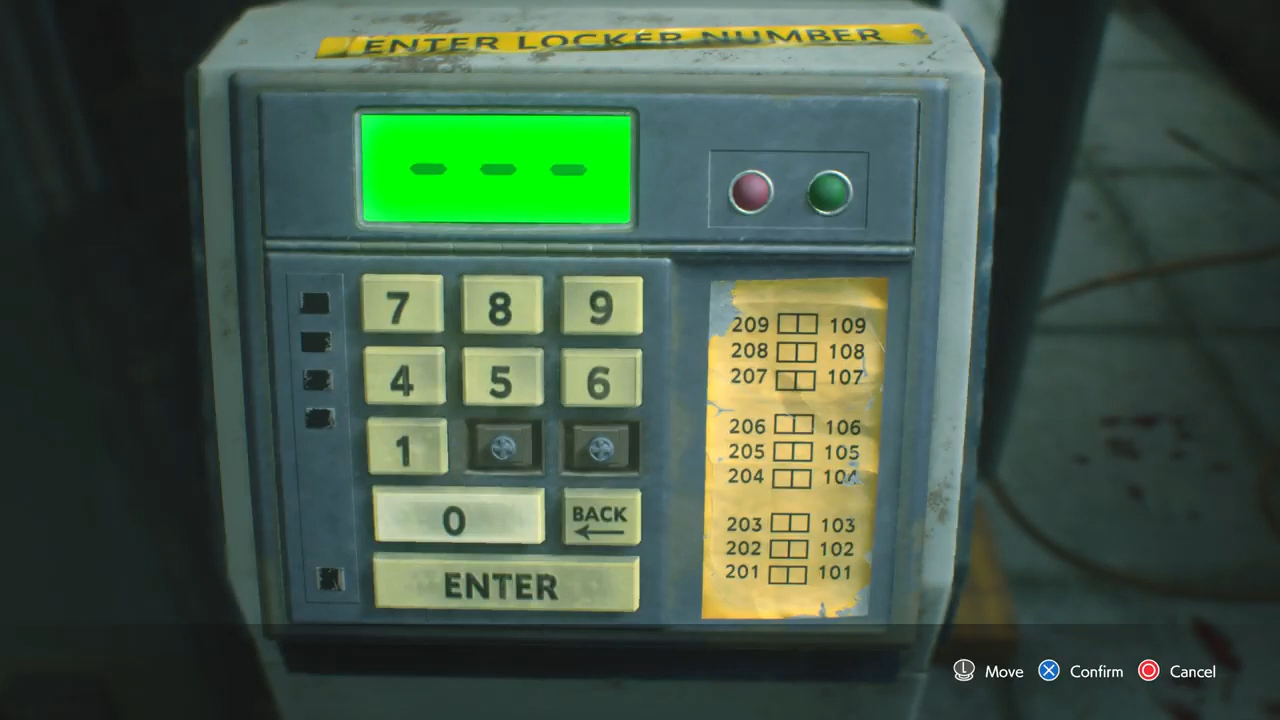 ENTER LOCKER NUMBER
- - -
7 8 9
4 5 6
1
0 BACK
ENTER
209 109
208 108
207 107
206 106
205 105
204 104
203 103
202 102
201 101
Move Confirm Cancel